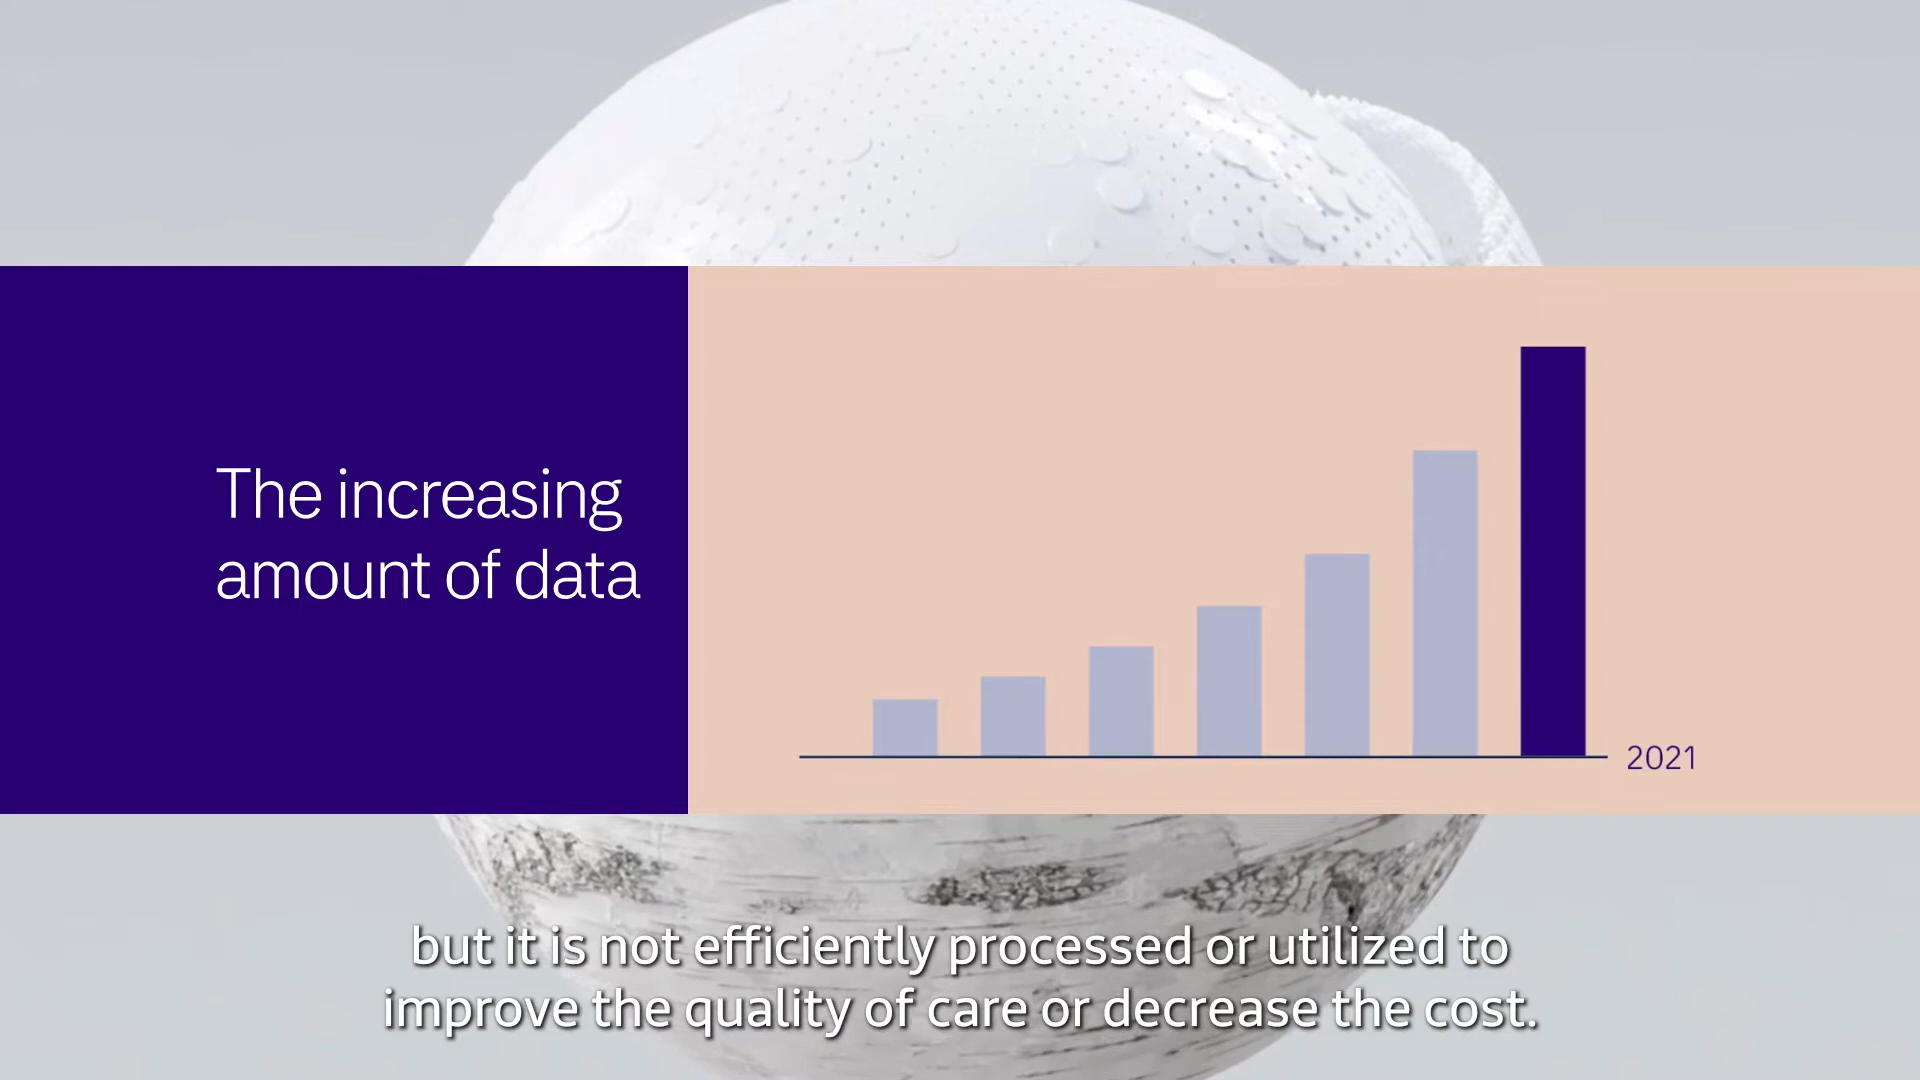 The increasing
amount of data
2021
but it is not efficiently processed or utilized to
improve the quality of care or decrease the cost.